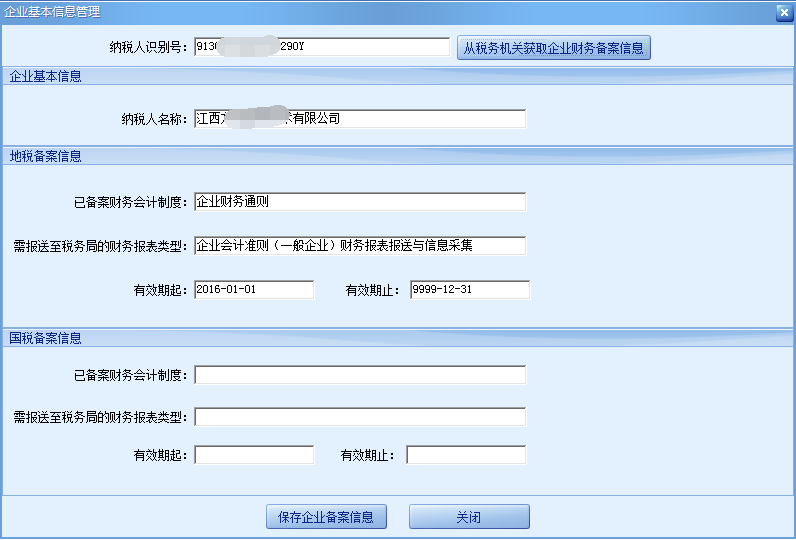 企业基本信息管理
纳税人识别号: 913 290Y 从税务机关获取企业财务备案信息
企业基本信息
纳税人名称: 江西 术有限公司
地税备案信息
已备案财务会计制度: 企业财务通则
需报送至税务局的财务报表类型: 企业会计准则（一般企业）财务报表报送与信息采集
有效期起: 2016-01-01 有效期止: 9999-12-31
国税备案信息
已备案财务会计制度:
需报送至税务局的财务报表类型:
有效期起: 有效期止:
保存企业备案信息 关闭